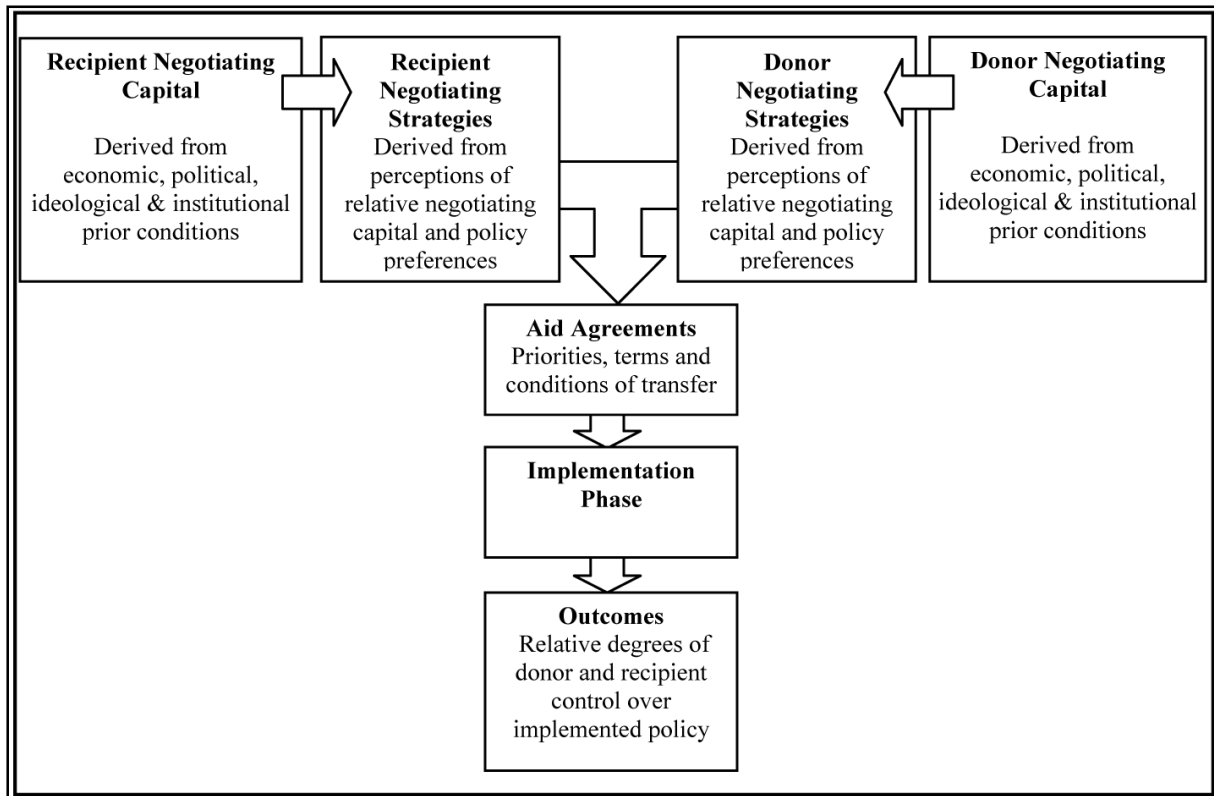 Recipient Negotiating
Capital
Derived from
economic, political,
ideological & institutional
prior conditions
Recipient
Negotiating
Strategies
Derived from
perceptions of
relative negotiating
capital and policy
preferences
Donor
Negotiating
Strategies
Derived from
perceptions of
relative negotiating
capital and policy
preferences
Donor Negotiating
Capital
Derived from
economic, political,
ideological & institutional
prior conditions
Aid Agreements
Priorities, terms and
conditions of transfer
Implementation
Phase
Outcomes
Relative degrees of
donor and recipient
control over
implemented policy